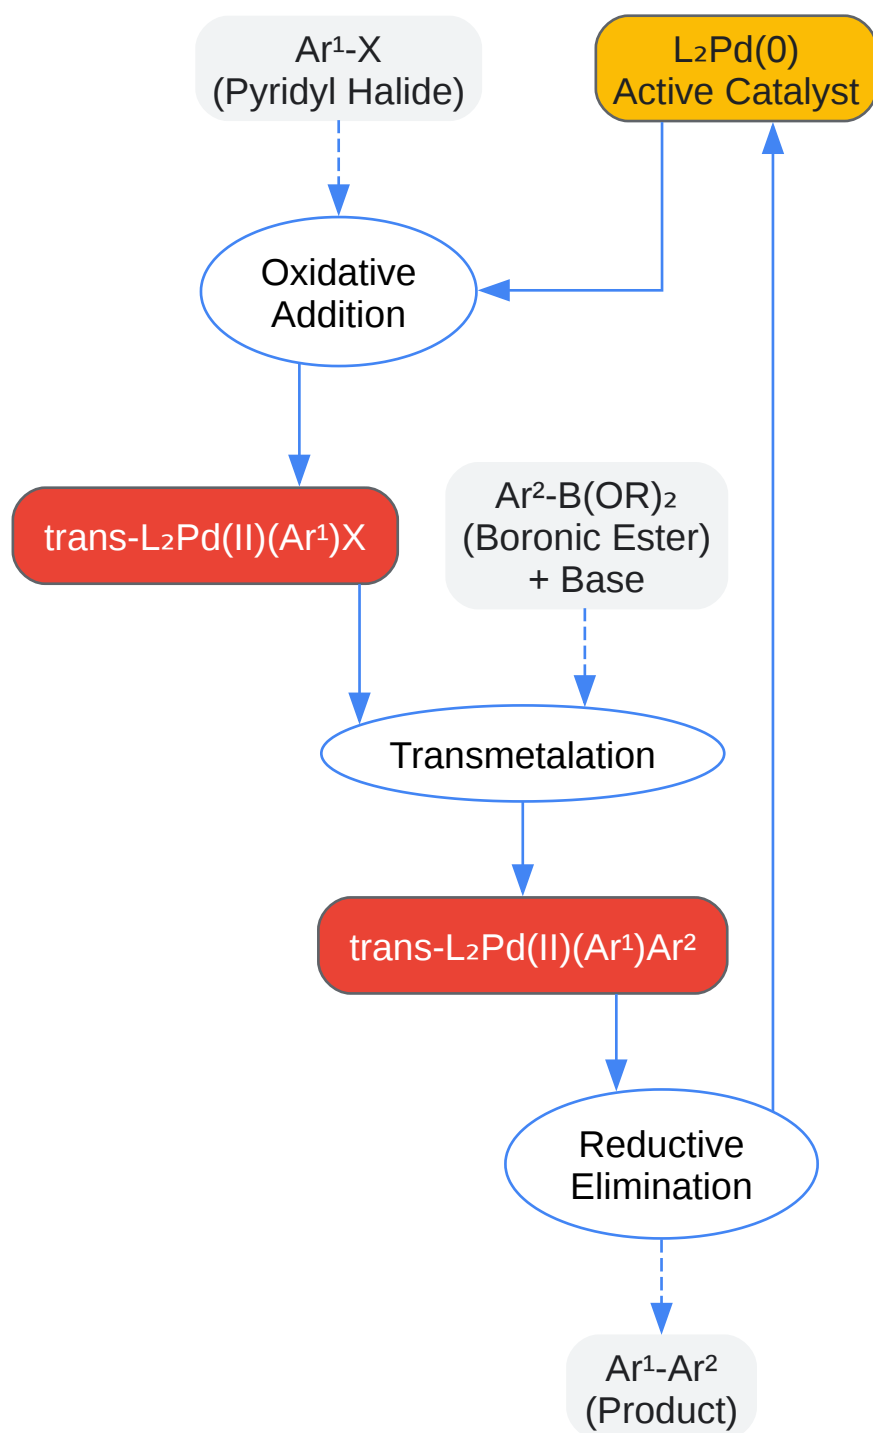 Ar¹-X
(Pyridyl Halide)
L₂Pd(0)
Active Catalyst
Oxidative
Addition
trans-L₂Pd(II)(Ar¹)X
Ar²-B(OR)₂
(Boronic Ester)
+ Base
Transmetalation
trans-L₂Pd(II)(Ar¹)Ar²
Reductive
Elimination
Ar¹-Ar²
(Product)